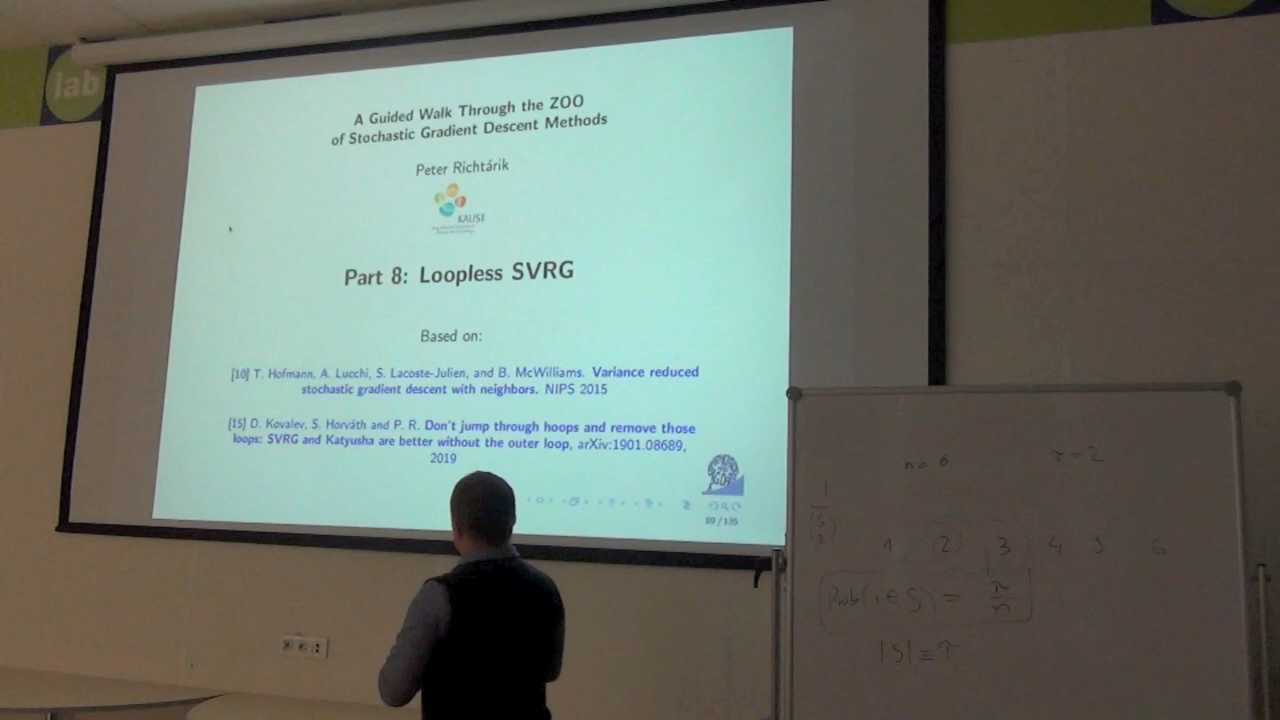 lab
A Guided Walk Through the ZOO
of Stochastic Gradient Descent Methods
Peter Richtárik
KAUST
Part 8: Loopless SVRG
Based on:
[10] T. Hofmann, A. Lucchi, S. Lacoste-Julien, and B. McWilliams. Variance reduced
stochastic gradient descent with neighbors. NIPS 2015
[15] D. Kovalev, S. Horváth and P. R. Don't jump through hoops and remove those
loops: SVRG and Katyusha are better without the outer loop, arXiv:1901.08689,
2019
89 / 135
n = 6 τ = 2
1 2 3 4 5 6
Prob(i ∈ S) = τ/n
|S| ≡ τ